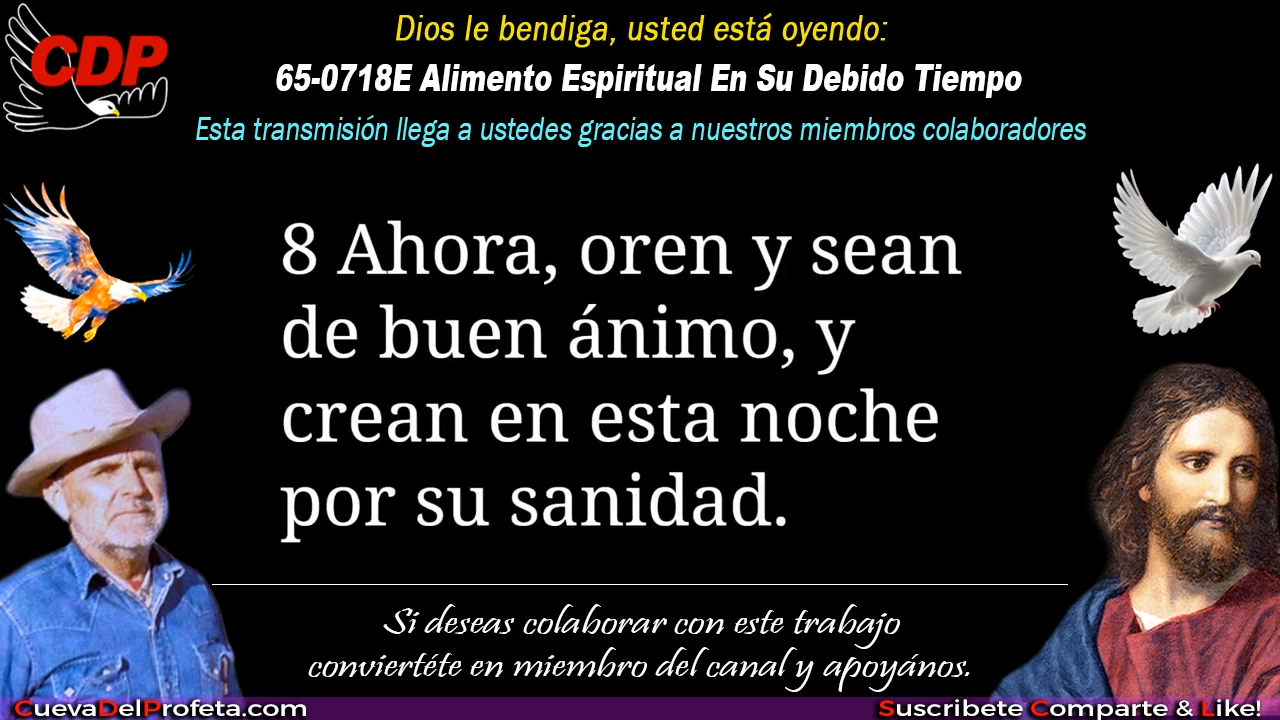 CDP
Dios le bendiga, usted está oyendo:
65-0718E Alimento Espiritual En Su Debido Tiempo
Esta transmisión llega a ustedes gracias a nuestros miembros colaboradores
8 Ahora, oren y sean
de buen ánimo, y
crean en esta noche
por su sanidad.
Si deseas colaborar con este trabajo
conviertéte en miembro del canal y apoyános.
CuevaDelProfeta.com
Suscribete Comparte & Like!